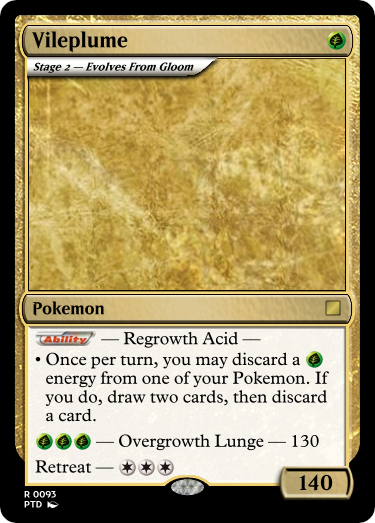 Vileplume
Stage 2 — Evolves From Gloom
Pokemon
Ability — Regrowth Acid —
• Once per turn, you may discard a
energy from one of your Pokemon. If
you do, draw two cards, then discard
a card.
— Overgrowth Lunge — 130
Retreat —
140
R 0093
PTD